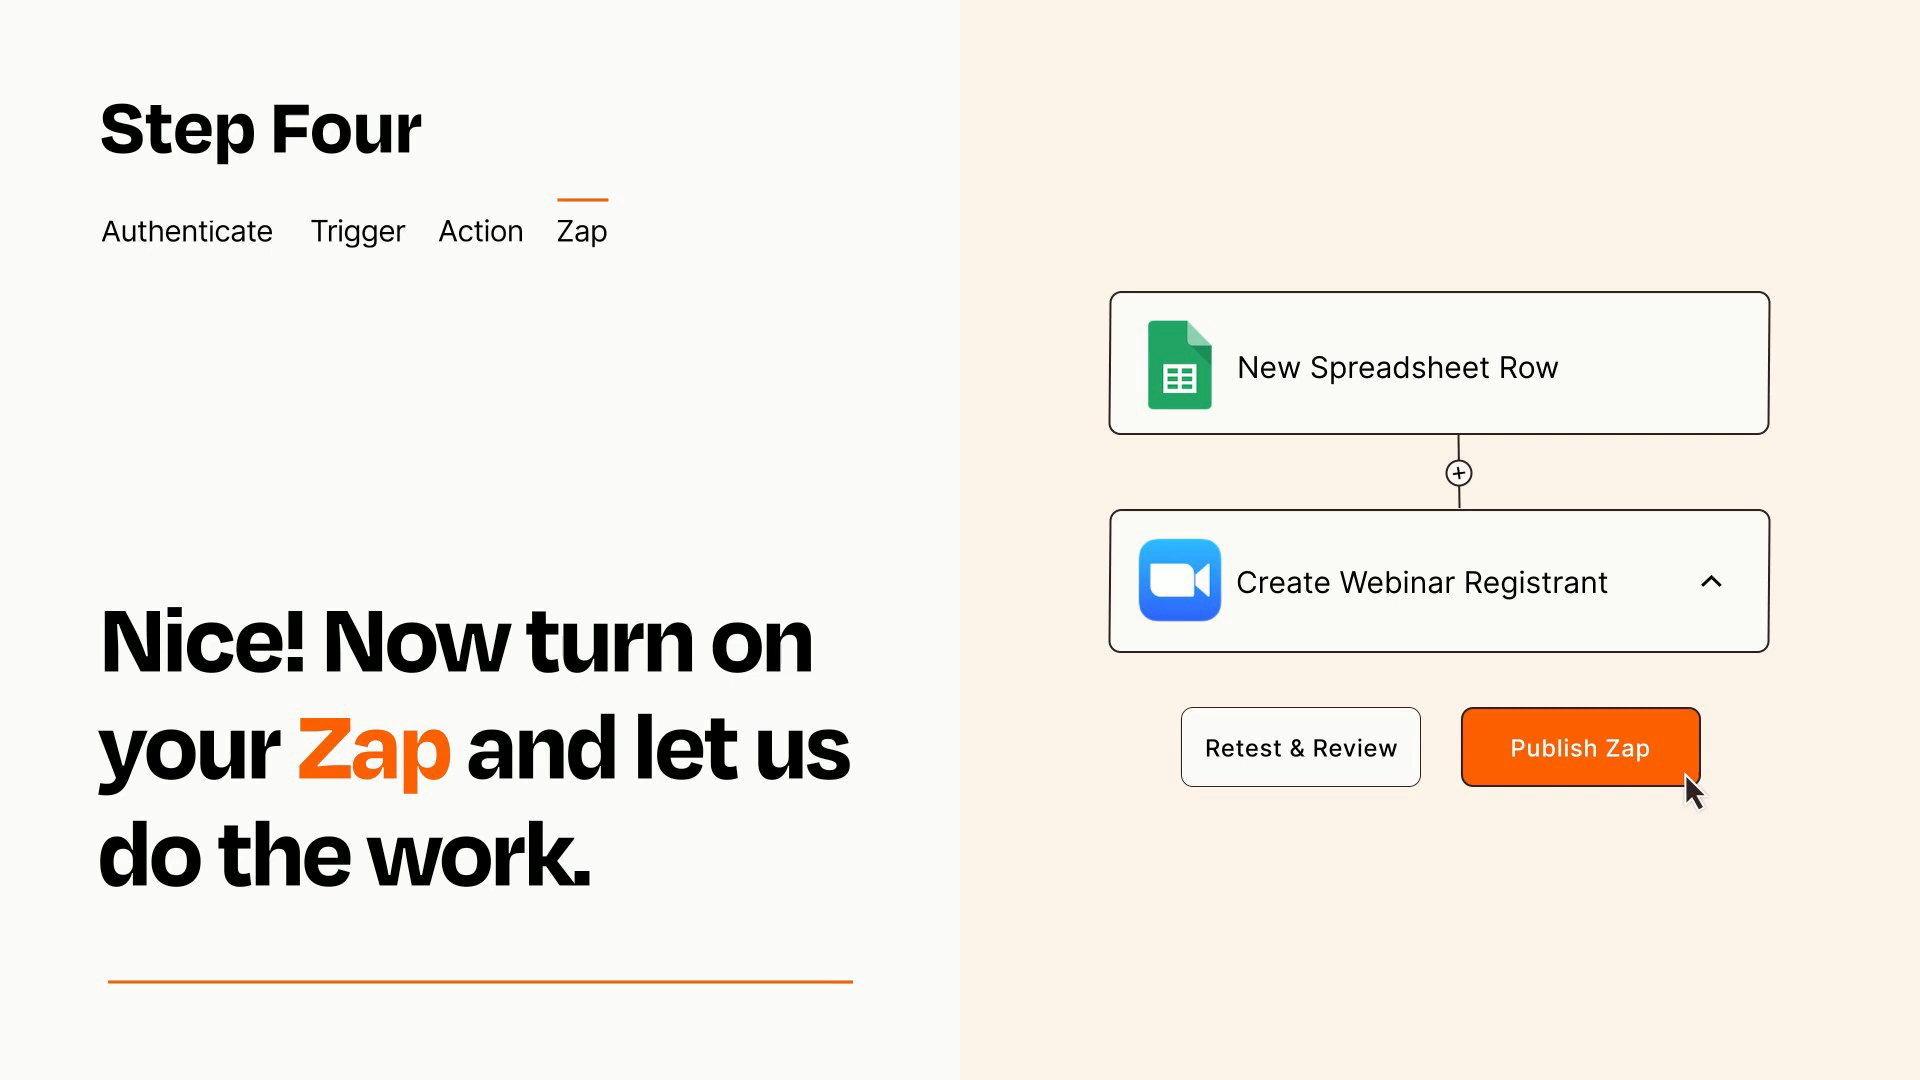 Step Four
Authenticate Trigger Action Zap
Nice! Now turn on
your Zap and let us
do the work.
New Spreadsheet Row
Create Webinar Registrant
Retest & Review
Publish Zap